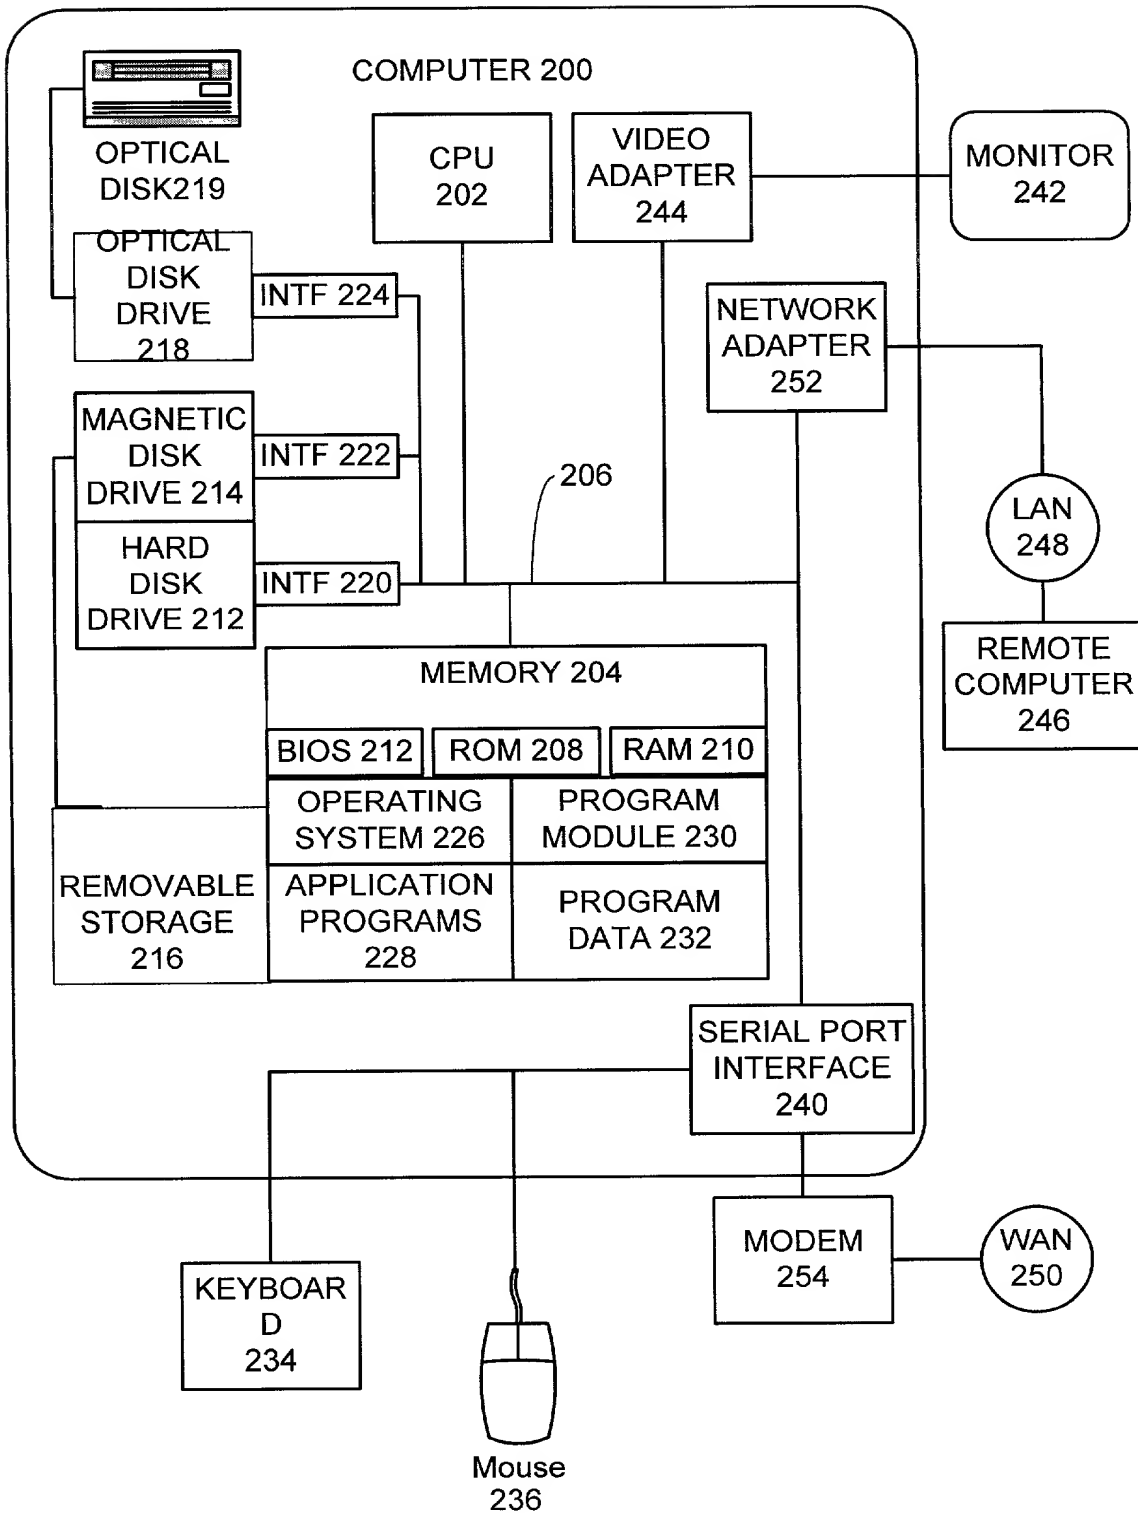 COMPUTER 200
OPTICAL
DISK219
CPU
202
VIDEO
ADAPTER
244
MONITOR
242
OPTICAL
DISK
DRIVE
218
INTF 224
NETWORK
ADAPTER
252
MAGNETIC
DISK
DRIVE 214
INTF 222
206
LAN
248
HARD
DISK
DRIVE 212
INTF 220
REMOTE
COMPUTER
246
MEMORY 204
BIOS 212
ROM 208
RAM 210
OPERATING
SYSTEM 226
PROGRAM
MODULE 230
REMOVABLE
STORAGE
216
APPLICATION
PROGRAMS
228
PROGRAM
DATA 232
SERIAL PORT
INTERFACE
240
MODEM
254
WAN
250
KEYBOAR
D
234
Mouse
236